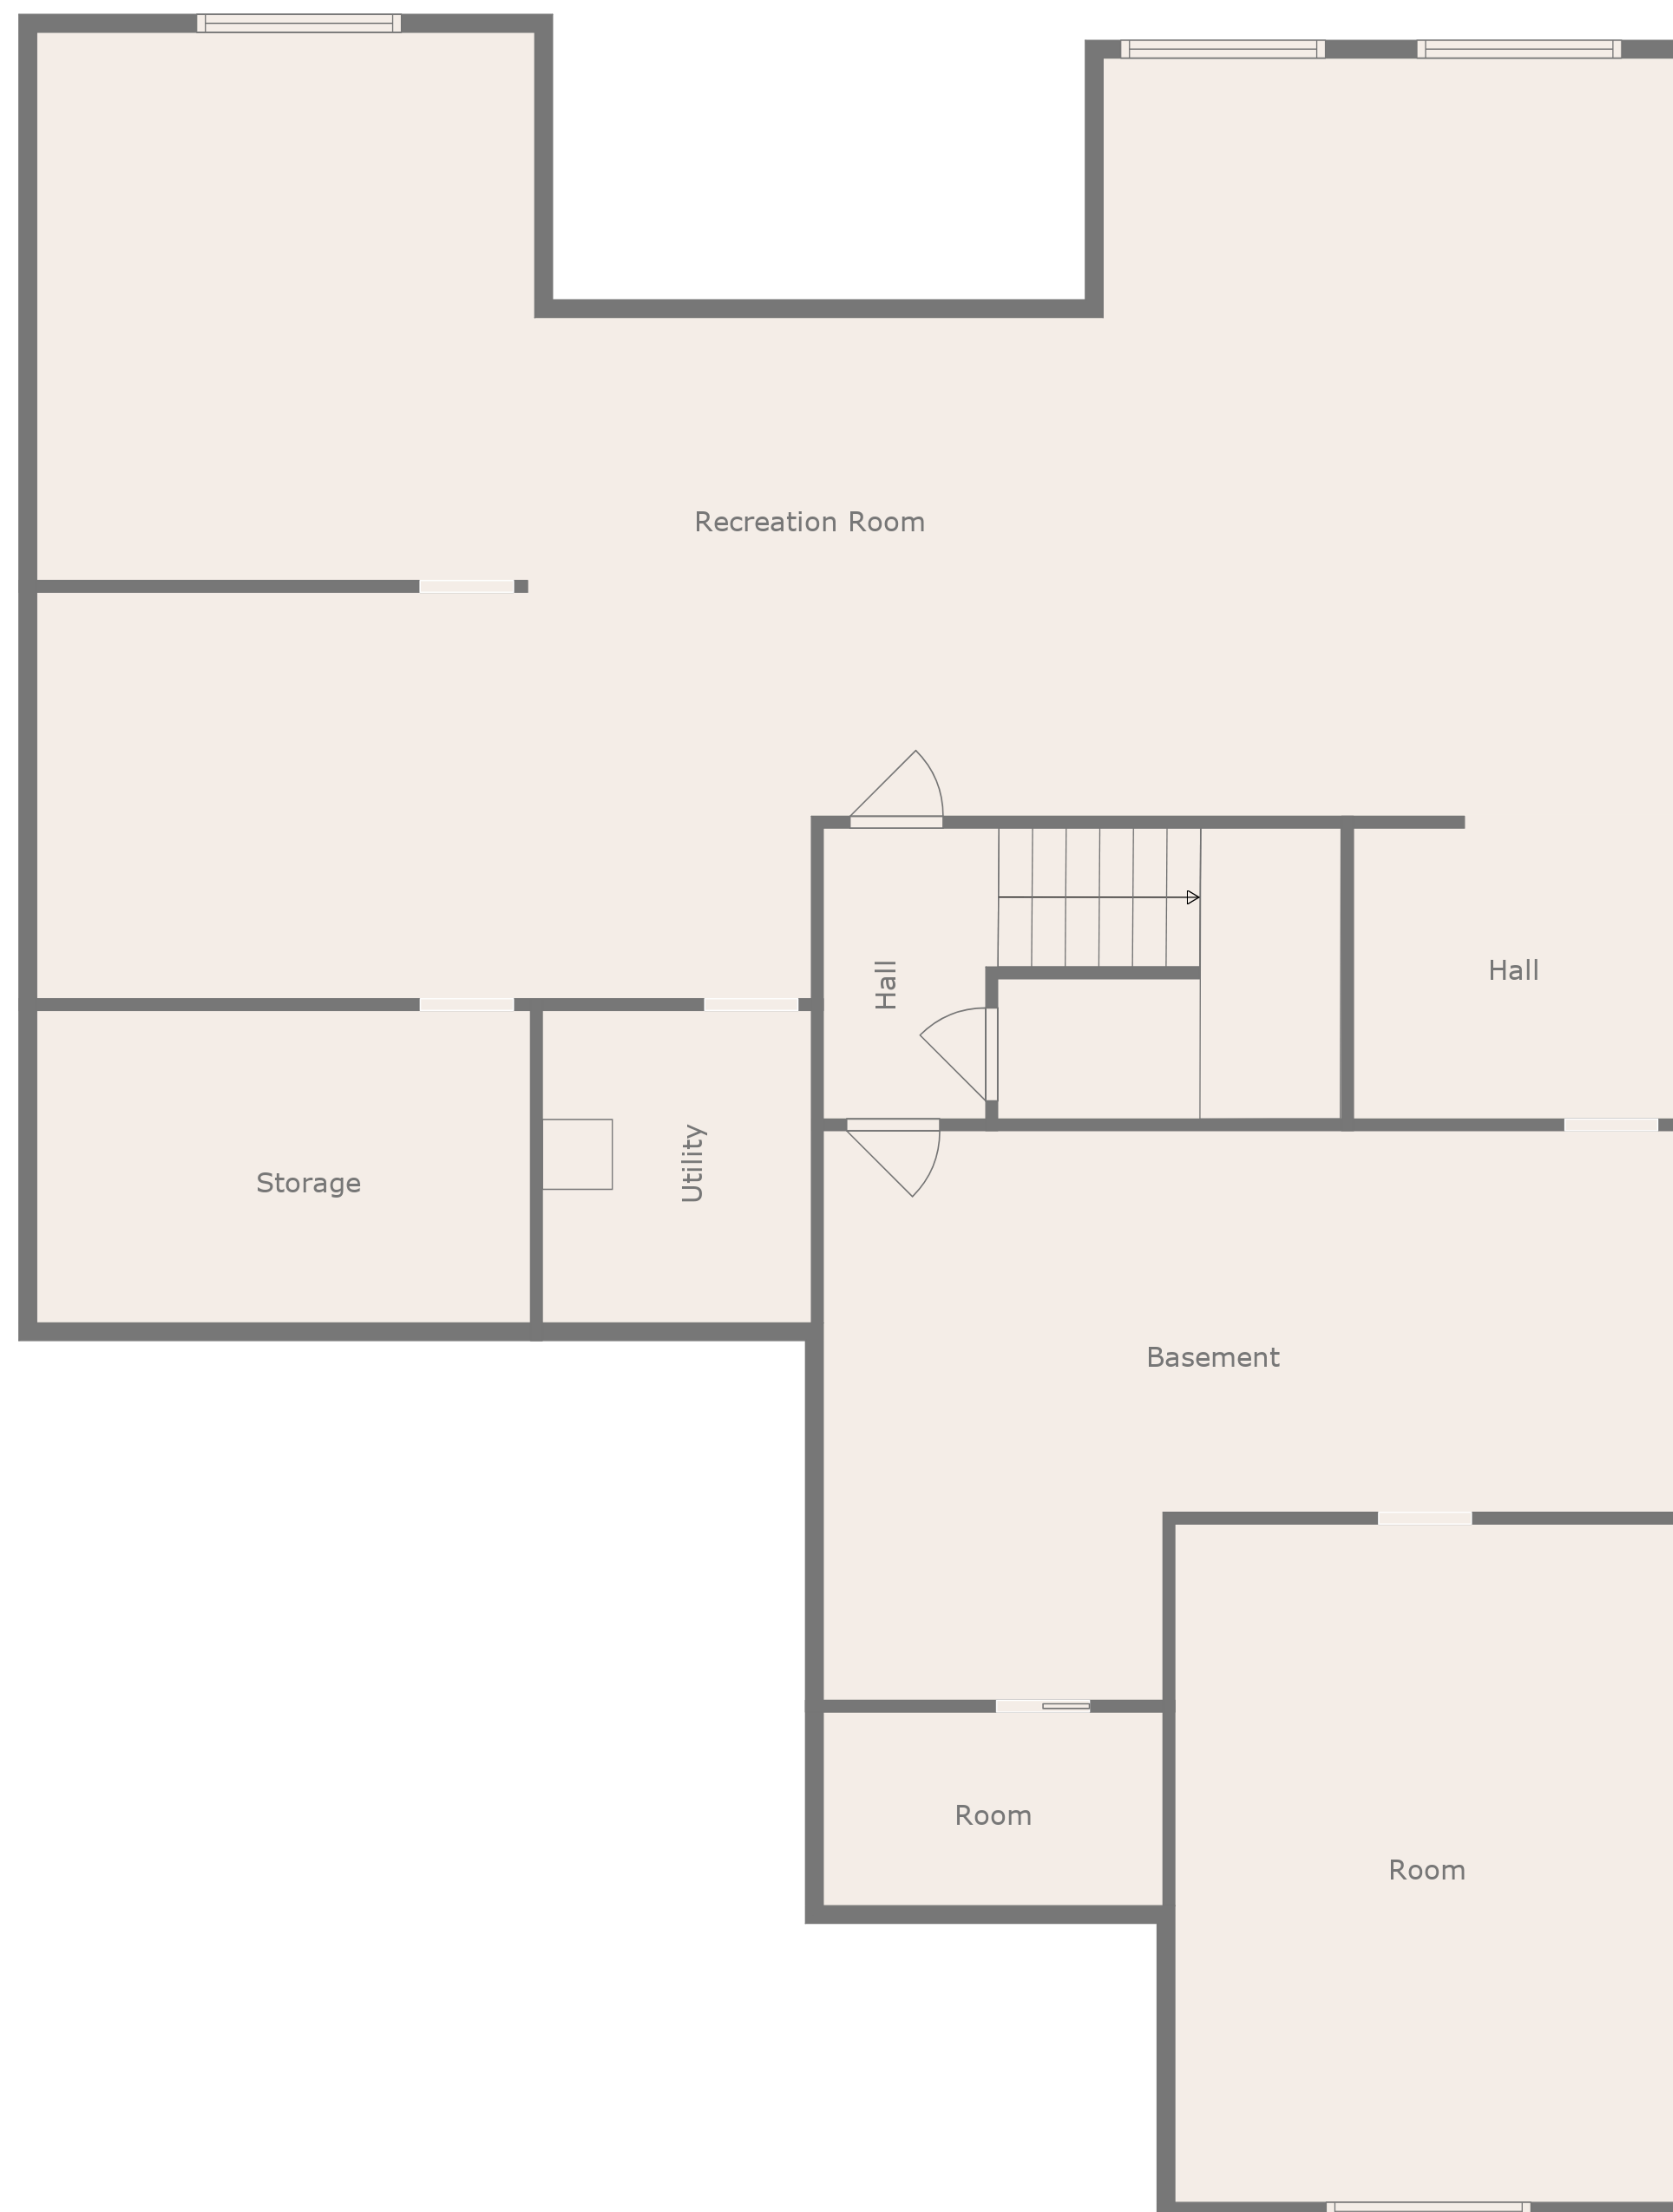 Recreation Room
Hall
Hall
Storage
Utility
Basement
Room
Room